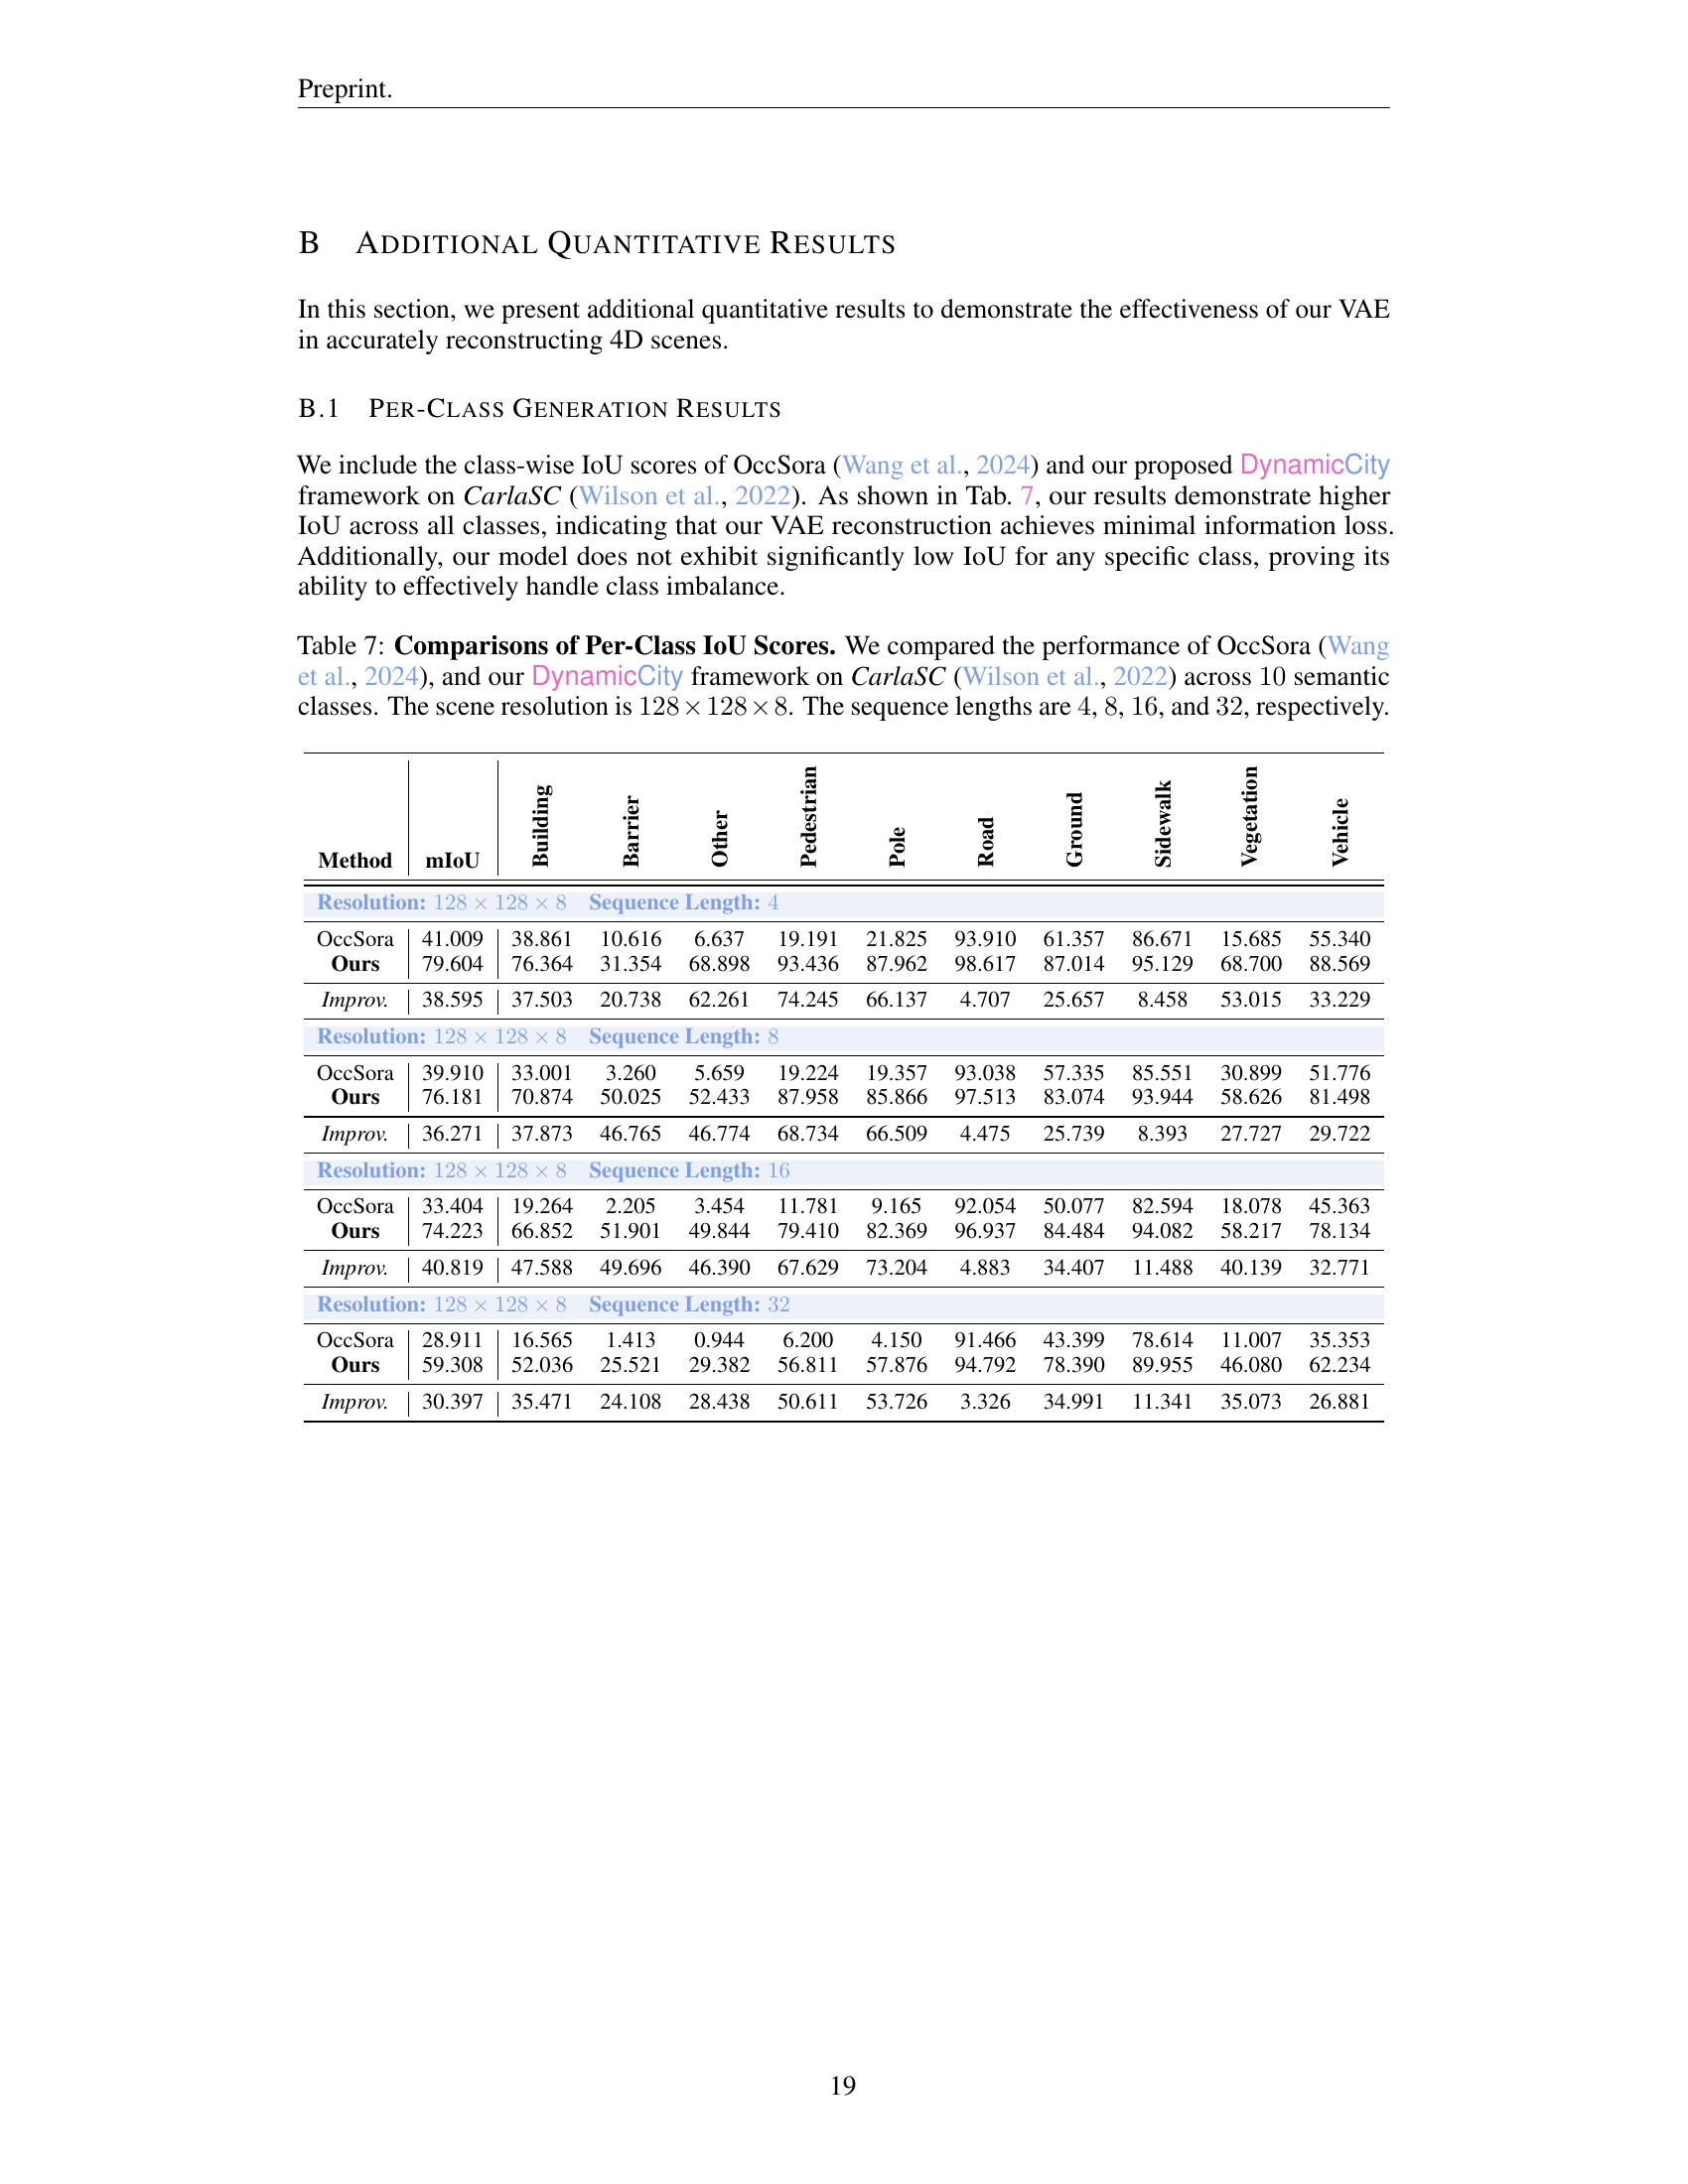 Preprint.
B ADDITIONAL QUANTITATIVE RESULTS
In this section, we present additional quantitative results to demonstrate the effectiveness of our VAE
in accurately reconstructing 4D scenes.
B.1 PER-CLASS GENERATION RESULTS
We include the class-wise IoU scores of OccSora (Wang et al., 2024) and our proposed DynamicCity
framework on CarlaSC (Wilson et al., 2022). As shown in Tab. 7, our results demonstrate higher
IoU across all classes, indicating that our VAE reconstruction achieves minimal information loss.
Additionally, our model does not exhibit significantly low IoU for any specific class, proving its
ability to effectively handle class imbalance.
Table 7: Comparisons of Per-Class IoU Scores. We compared the performance of OccSora (Wang
et al., 2024), and our DynamicCity framework on CarlaSC (Wilson et al., 2022) across 10 semantic
classes. The scene resolution is 128×128×8. The sequence lengths are 4, 8, 16, and 32, respectively.
Method mIoU Building Barrier Other Pedestrian Pole Road Ground Sidewalk Vegetation Vehicle
Resolution: 128 × 128 × 8 Sequence Length: 4
OccSora 41.009 38.861 10.616 6.637 19.191 21.825 93.910 61.357 86.671 15.685 55.340
Ours 79.604 76.364 31.354 68.898 93.436 87.962 98.617 87.014 95.129 68.700 88.569
Improv. 38.595 37.503 20.738 62.261 74.245 66.137 4.707 25.657 8.458 53.015 33.229
Resolution: 128 × 128 × 8 Sequence Length: 8
OccSora 39.910 33.001 3.260 5.659 19.224 19.357 93.038 57.335 85.551 30.899 51.776
Ours 76.181 70.874 50.025 52.433 87.958 85.866 97.513 83.074 93.944 58.626 81.498
Improv. 36.271 37.873 46.765 46.774 68.734 66.509 4.475 25.739 8.393 27.727 29.722
Resolution: 128 × 128 × 8 Sequence Length: 16
OccSora 33.404 19.264 2.205 3.454 11.781 9.165 92.054 50.077 82.594 18.078 45.363
Ours 74.223 66.852 51.901 49.844 79.410 82.369 96.937 84.484 94.082 58.217 78.134
Improv. 40.819 47.588 49.696 46.390 67.629 73.204 4.883 34.407 11.488 40.139 32.771
Resolution: 128 × 128 × 8 Sequence Length: 32
OccSora 28.911 16.565 1.413 0.944 6.200 4.150 91.466 43.399 78.614 11.007 35.353
Ours 59.308 52.036 25.521 29.382 56.811 57.876 94.792 78.390 89.955 46.080 62.234
Improv. 30.397 35.471 24.108 28.438 50.611 53.726 3.326 34.991 11.341 35.073 26.881
19